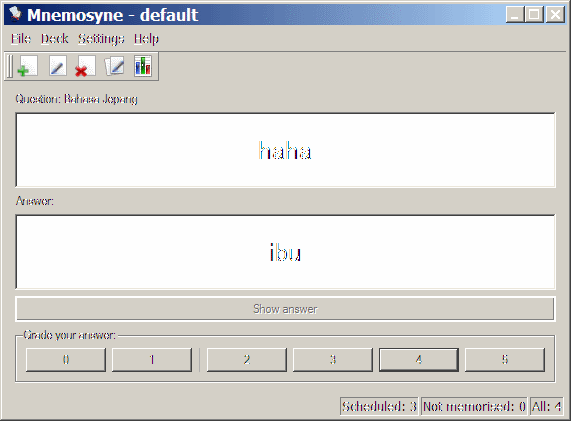 Mnemosyne - default
File Deck Settings Help
Question: Bahasa Jepang
haha
Answer:
ibu
Show answer
Grade your answer:
0 1 2 3 4 5
Scheduled: 3 Not memorised: 0 All: 4